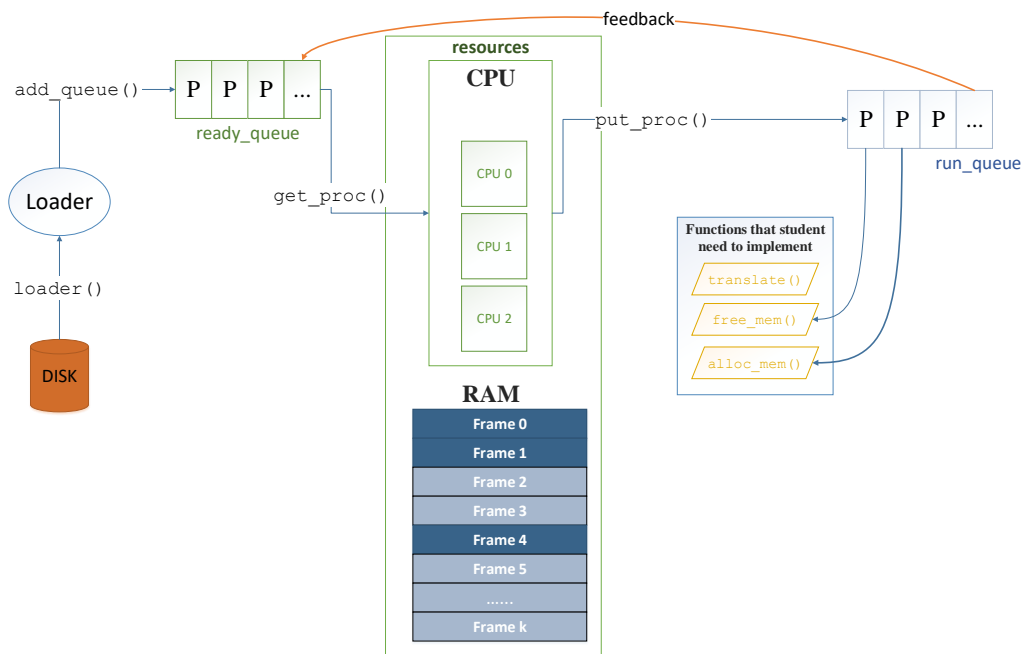 feedback
resources
CPU
add_queue()
P P P ...
ready_queue
put_proc()
P P P ...
run_queue
CPU 0
get_proc()
Loader
CPU 1
Functions that student
need to implement
translate()
loader()
free_mem()
CPU 2
alloc_mem()
DISK
RAM
Frame 0
Frame 1
Frame 2
Frame 3
Frame 4
Frame 5
......
Frame k